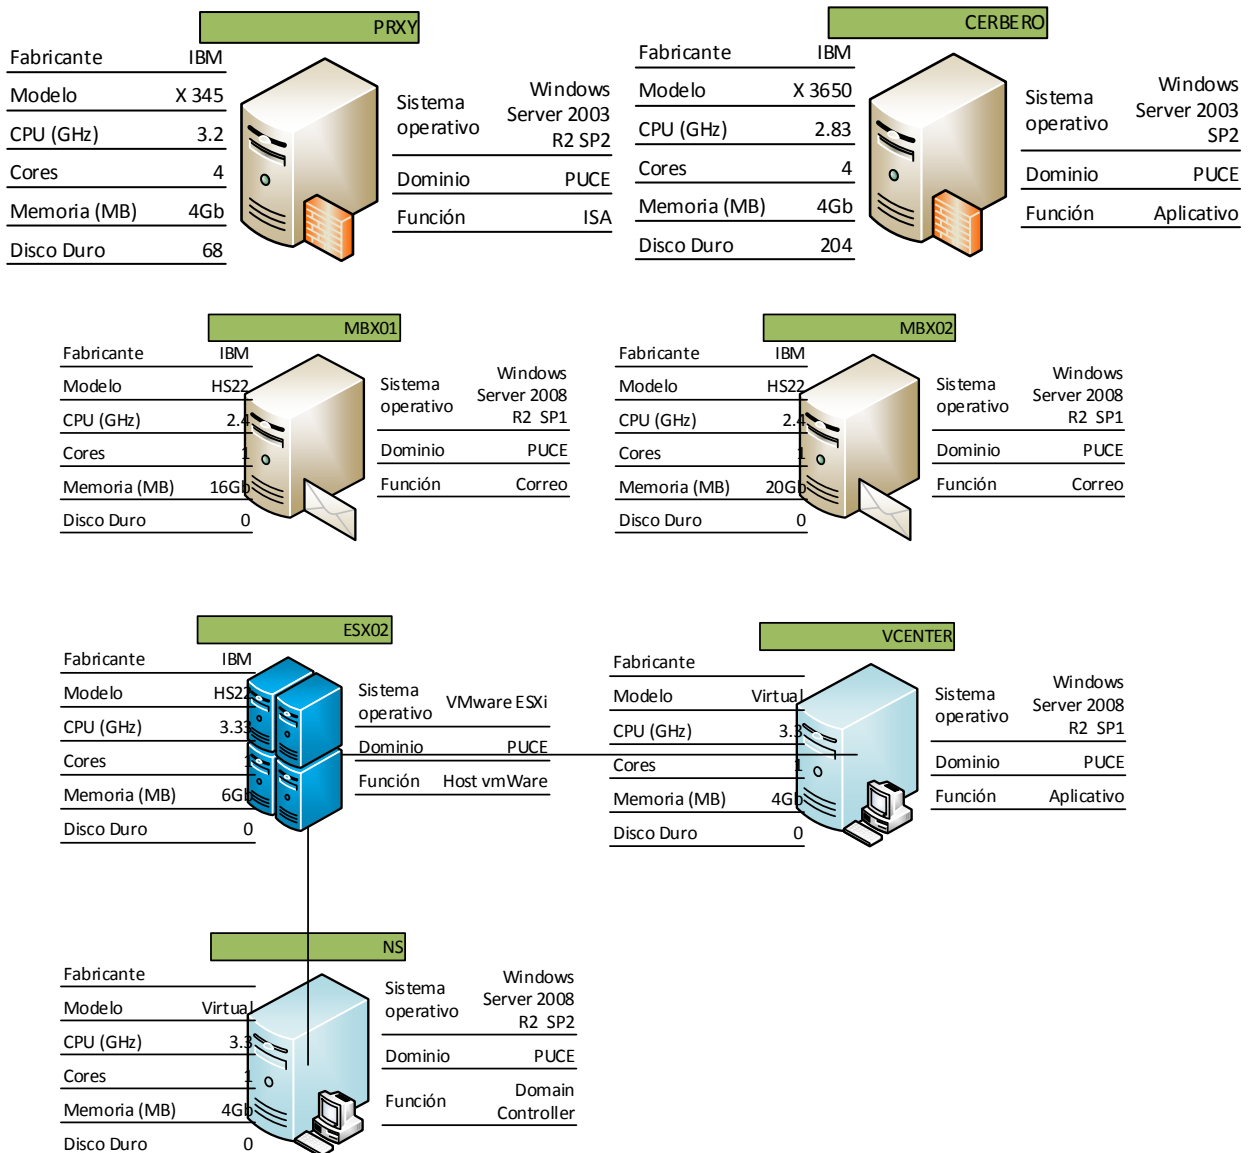 PRXY
Fabricante IBM
Modelo X 345
CPU (GHz) 3.2
Cores 4
Memoria (MB) 4Gb
Disco Duro 68
Sistema operativo Windows Server 2003 R2 SP2
Dominio PUCE
Función ISA
CERBERO
Fabricante IBM
Modelo X 3650
CPU (GHz) 2.83
Cores 4
Memoria (MB) 4Gb
Disco Duro 204
Sistema operativo Windows Server 2003 SP2
Dominio PUCE
Función Aplicativo
MBX01
Fabricante IBM
Modelo HS22
CPU (GHz) 2.4
Cores 1
Memoria (MB) 16Gb
Disco Duro 0
Sistema operativo Windows Server 2008 R2 SP1
Dominio PUCE
Función Correo
MBX02
Fabricante IBM
Modelo HS22
CPU (GHz) 2.4
Cores 1
Memoria (MB) 20Gb
Disco Duro 0
Sistema operativo Windows Server 2008 R2 SP1
Dominio PUCE
Función Correo
ESX02
Fabricante IBM
Modelo HS22
CPU (GHz) 3.33
Cores 1
Memoria (MB) 6Gb
Disco Duro 0
Sistema operativo VMware ESXi
Dominio PUCE
Función Host vmWare
VCENTER
Fabricante
Modelo Virtual
CPU (GHz) 3.3
Cores 1
Memoria (MB) 4Gb
Disco Duro 0
Sistema operativo Windows Server 2008 R2 SP1
Dominio PUCE
Función Aplicativo
NS
Fabricante
Modelo Virtual
CPU (GHz) 3.3
Cores 1
Memoria (MB) 4Gb
Disco Duro 0
Sistema operativo Windows Server 2008 R2 SP2
Dominio PUCE
Función Domain Controller